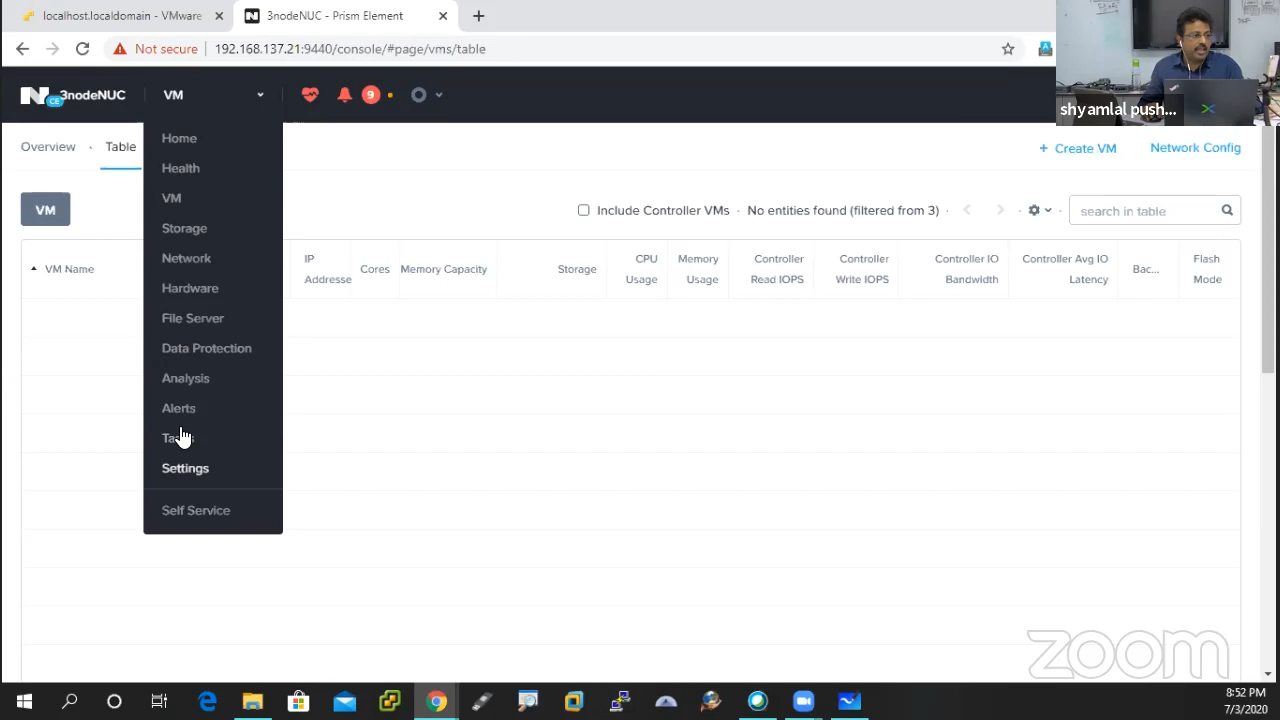 localhost.localdomain - VMware
3nodeNUC - Prism Element
Not secure
192.168.137.21:9440/console/#page/vms/table
3nodeNUC
CE
VM
9
Overview
Table
Home
Health
VM
Storage
Network
Hardware
File Server
Data Protection
Analysis
Alerts
Settings
Self Service
+ Create VM
Network Config
VM
Include Controller VMs · No entities found (filtered from 3)
search in table
VM Name
IP Addresse
Cores
Memory Capacity
Storage
CPU Usage
Memory Usage
Controller Read IOPS
Controller Write IOPS
Controller IO Bandwidth
Controller Avg IO Latency
Bac...
Flash Mode
shyamlal push...
zoom
8:52 PM
7/3/2020